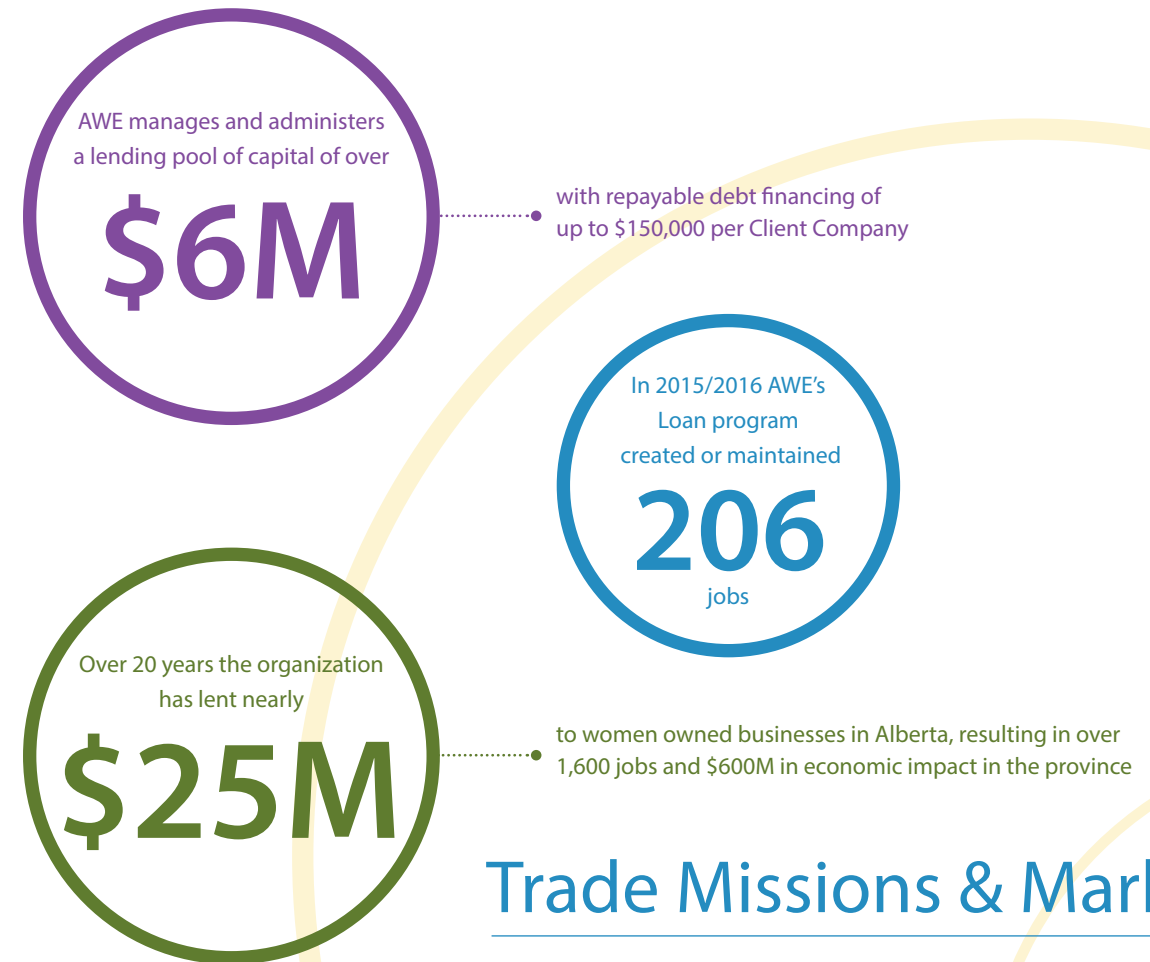 AWE manages and administers
a lending pool of capital of over
$6M
with repayable debt financing of
up to $150,000 per Client Company
In 2015/2016 AWE's
Loan program
created or maintained
206
jobs
Over 20 years the organization
has lent nearly
$25M
to women owned businesses in Alberta, resulting in over
1,600 jobs and $600M in economic impact in the province
Trade Missions &